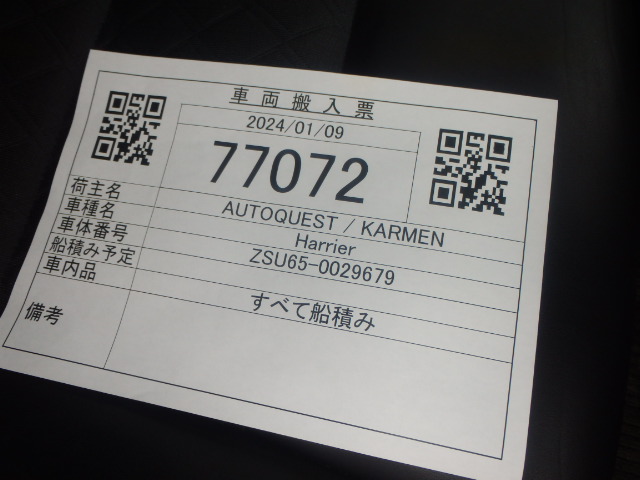 車両搬入票
2024/01/09
77072
荷主名 AUTOQUEST / KARMEN
車種名 Harrier
車体番号 ZSU65-0029679
船積み予定
車内品 すべて船積み
備考